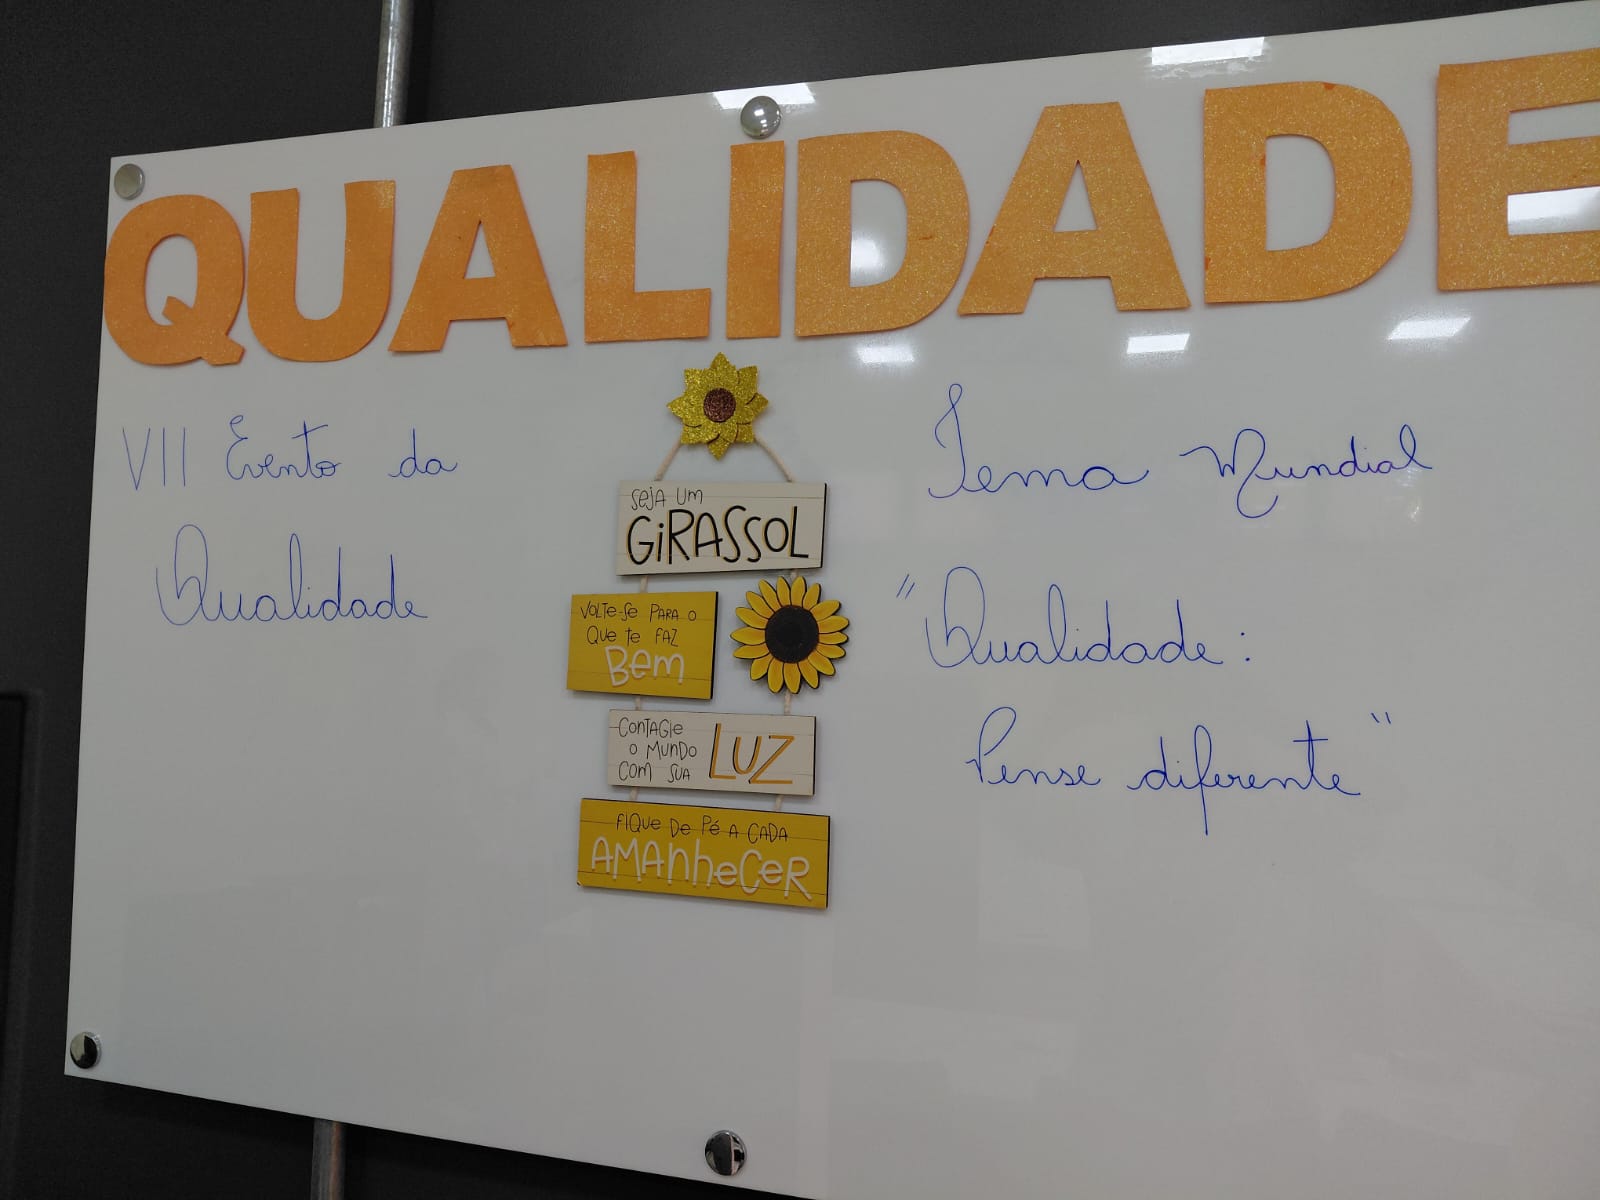 QUALIDADE
VII Evento da
Qualidade
SEJA UM
GIRASSOL
VOLTE-SE PARA O
QUE TE FAZ
BEM
CONTAGIE
O MUNDO
COM SUA
LUZ
FIQUE DE PÉ A CADA
AMANHECER
Tema Mundial
"Qualidade:
Pense diferente"